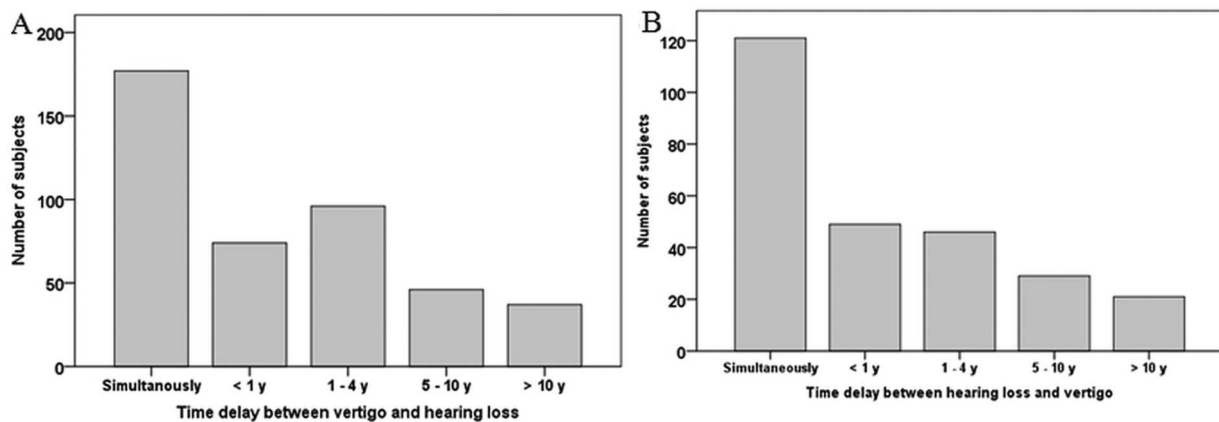 A
Number of subjects
200
150
100
50
0
Simultaneously < 1 y 1 - 4 y 5 - 10 y > 10 y
Time delay between vertigo and hearing loss
B
Number of subjects
120
100
80
60
40
20
0
Simultaneously < 1 y 1 - 4 y 5 - 10 y > 10 y
Time delay between hearing loss and vertigo